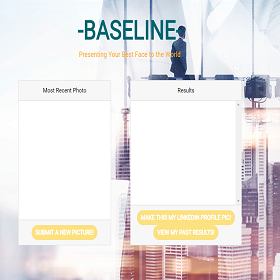 -BASELINE-
Presenting Your Best Face to the World
Most Recent Photo
Results
SUBMIT A NEW PICTURE!
MAKE THIS MY LINKEDIN PROFILE PIC!
VIEW MY PAST RESULTS!